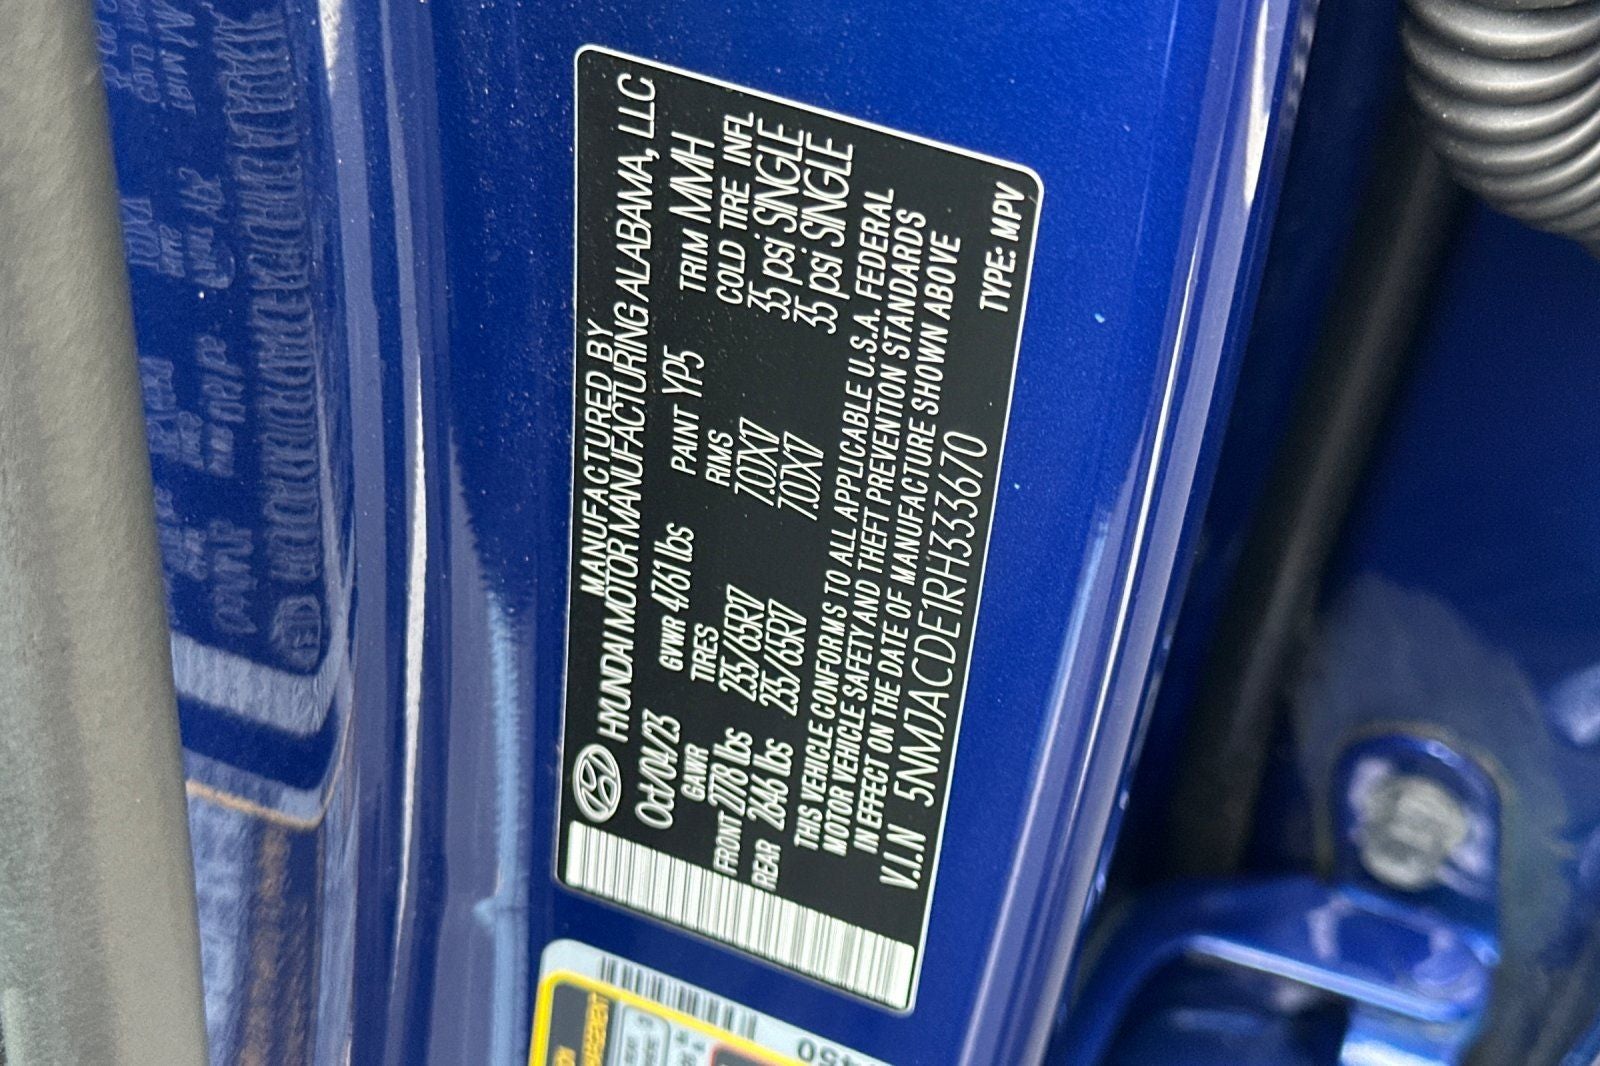 MANUFACTURED BY
HYUNDAI MOTOR MANUFACTURING ALABAMA, LLC
Oct/04/23 GVWR 4761 lbs PAINT YP5 TRIM MMH
GAWR TIRES RIMS COLD TIRE INFL
FRONT 2778 lbs 235/65R17 7.0JX17 35 psi SINGLE
REAR 2646 lbs 235/65R17 7.0JX17 35 psi SINGLE
THIS VEHICLE CONFORMS TO ALL APPLICABLE U.S.A. FEDERAL
MOTOR VEHICLE SAFETY AND THEFT PREVENTION STANDARDS
IN EFFECT ON THE DATE OF MANUFACTURE SHOWN ABOVE
V.I.N 5NMJACDE1RH333670 TYPE: MPV